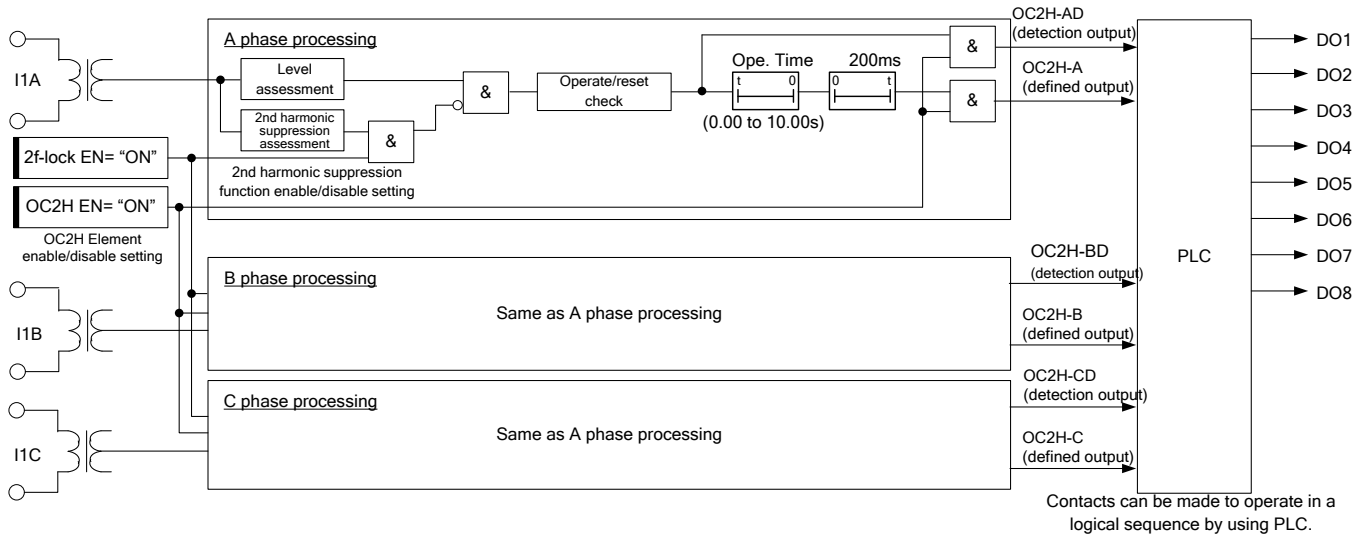 OC2H-AD
(detection output)
DO1
A phase processing
I1A
Level
assessment
2nd harmonic
suppression
assessment
&
&
Operate/reset
check
Ope. Time
t 0
(0.00 to 10.00s)
200ms
0 t
&
&
OC2H-A
(defined output)
2f-lock EN= “ON”
2nd harmonic suppression
function enable/disable setting
OC2H EN= “ON”
OC2H Element
enable/disable setting
DO2
DO3
DO4
DO5
DO6
DO7
DO8
PLC
I1B
B phase processing
Same as A phase processing
OC2H-BD
(detection output)
OC2H-B
(defined output)
I1C
C phase processing
Same as A phase processing
OC2H-CD
(detection output)
OC2H-C
(defined output)
Contacts can be made to operate in a
logical sequence by using PLC.